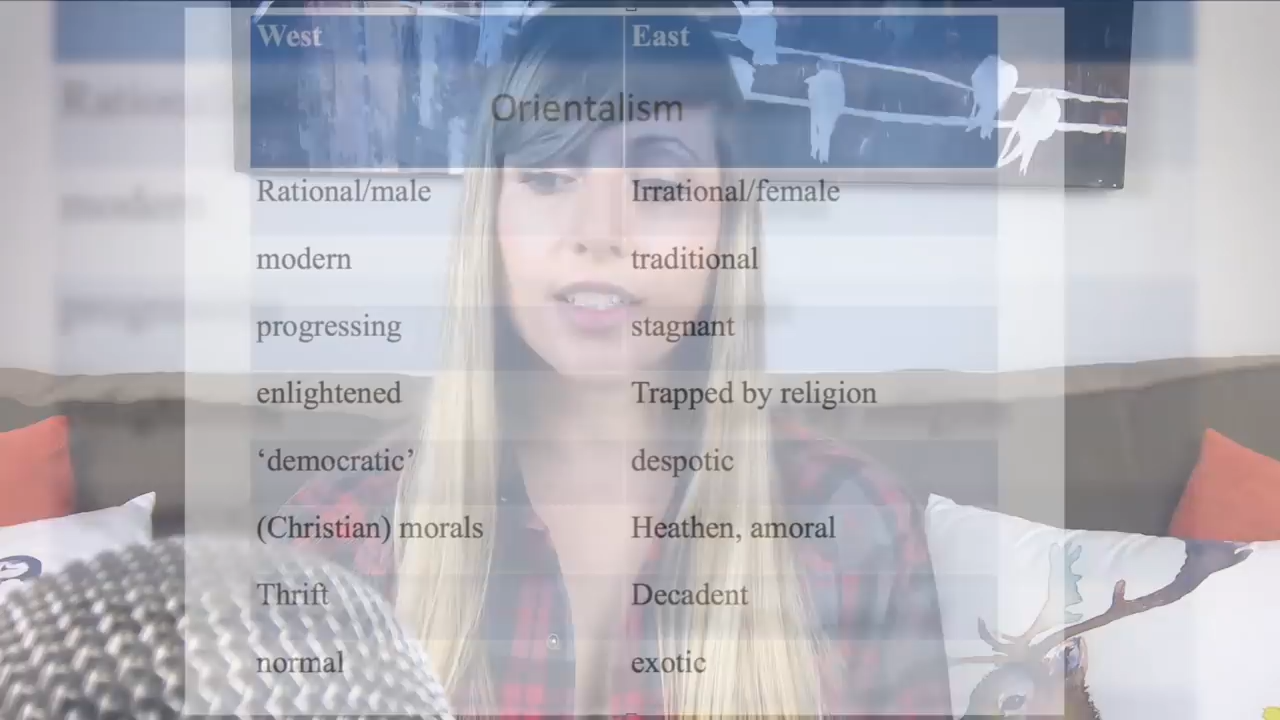 West East
Orientalism
Rational/male Irrational/female
modern traditional
progressing stagnant
enlightened Trapped by religion
‘democratic’ despotic
(Christian) morals Heathen, amoral
Thrift Decadent
normal exotic